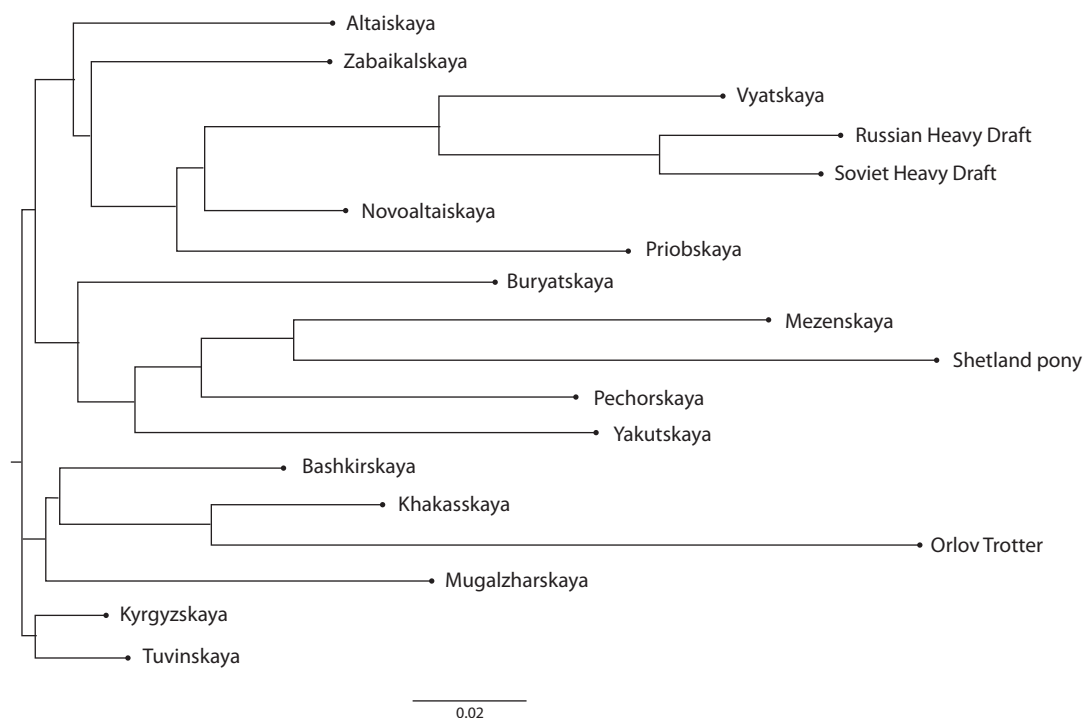 Altaiskaya
Zabaikalskaya
Vyatskaya
Russian Heavy Draft
Soviet Heavy Draft
Novoaltaiskaya
Priobskaya
Buryatskaya
Mezenskaya
Shetland pony
Pechorskaya
Yakutskaya
Bashkirskaya
Khakasskaya
Orlov Trotter
Mugalzharskaya
Kyrgyzskaya
Tuvinskaya
0.02